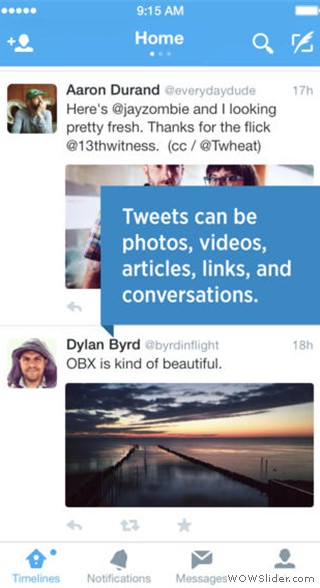 9:15 AM
Home
Aaron Durand @everydaydude 17h
Here's @jayzombie and I looking
pretty fresh. Thanks for the flick
@13thwitness. (cc / @Twheat)
Tweets can be
photos, videos,
articles, links, and
conversations.
Dylan Byrd @byrdinflight 18h
OBX is kind of beautiful.
Timelines Notifications Messages
WOWSlider.com